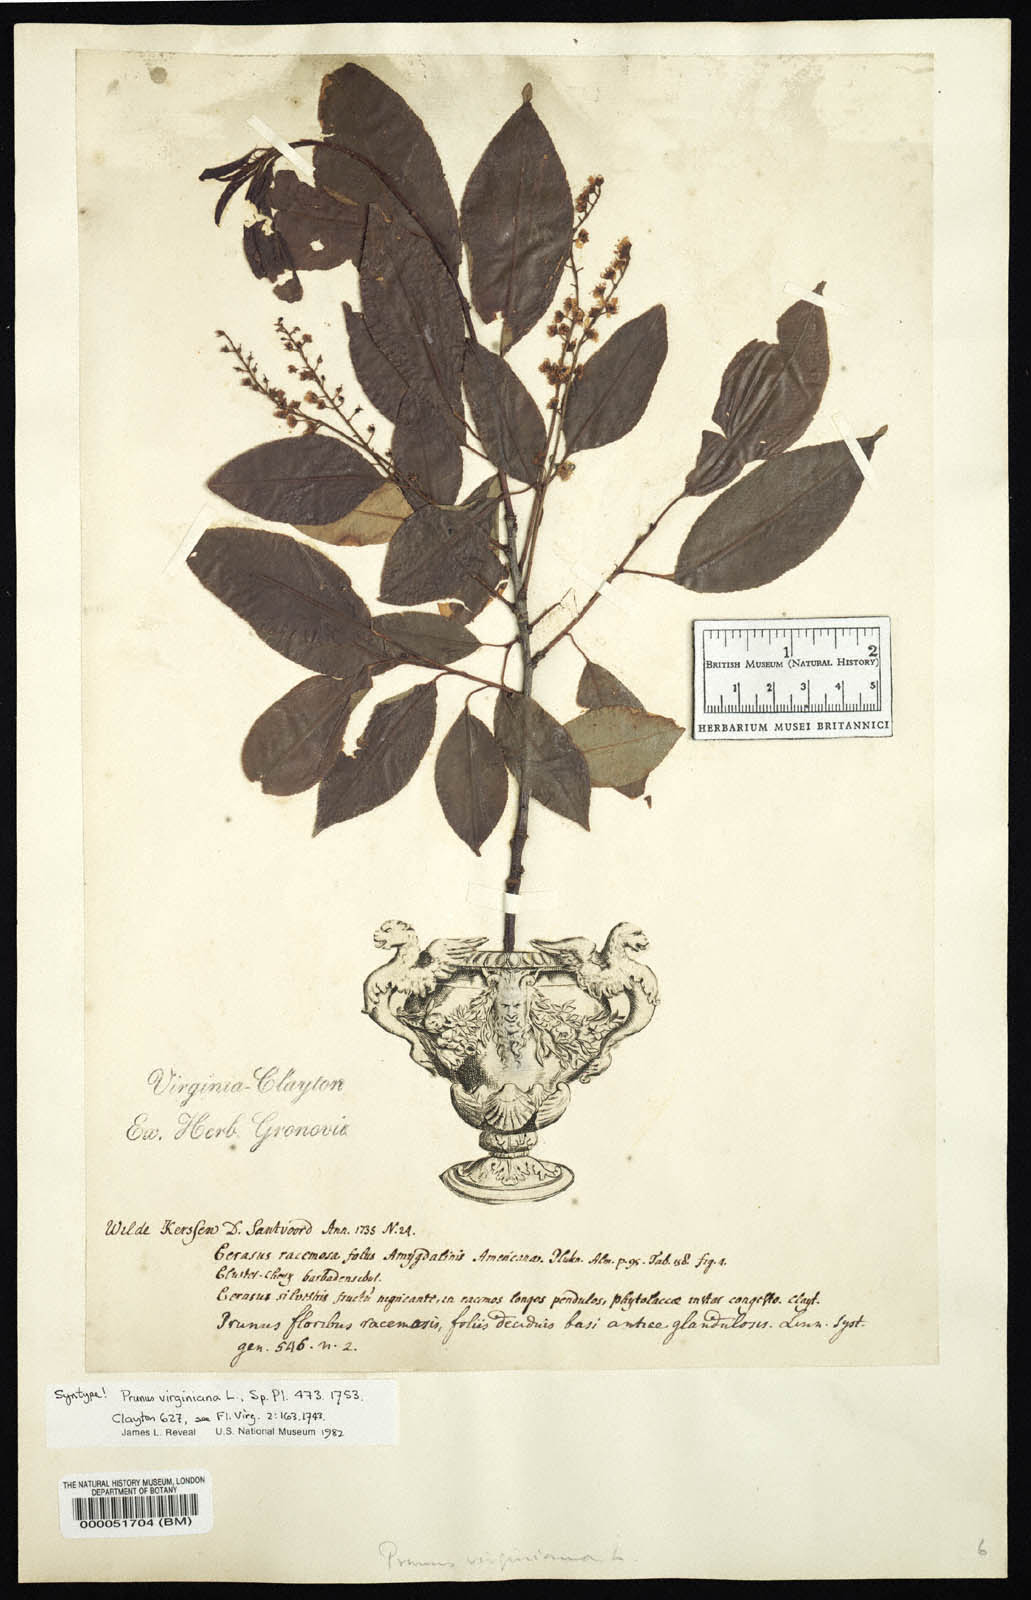 1 2
BRITISH MUSEUM (NATURAL HISTORY)
1 2 3 4 5
HERBARIUM MUSEI BRITANNICI
Virginia-Clayton
Ex. Herb. Gronovii
Wilde Kerssen D. Santvoord Ann. 1735 N. 24.
Cerasus racemosa foliis Amygdalinis Americana. Pluk. Alm. p. 95. Tab. 158 fig. 4.
Cluster-Cherry barbadensibus.
Cerasus silvestris fructu nigricante, in racemos longos pendulos, phytolaccæ instar congesto. Clayt.
Prunus floribus racemosis, foliis deciduis basi antice glandulosis. Linn. Syst.
gen. 546. n. 2.
Syntype! Prunus virginiana L., Sp. Pl. 473. 1753.
Clayton 627, see Fl. Virg. 2:163. 1743.
James L. Reveal U.S. National Museum 1982
THE NATURAL HISTORY MUSEUM, LONDON
DEPARTMENT OF BOTANY
000051704 (BM)
Prunus virginiana L.
6